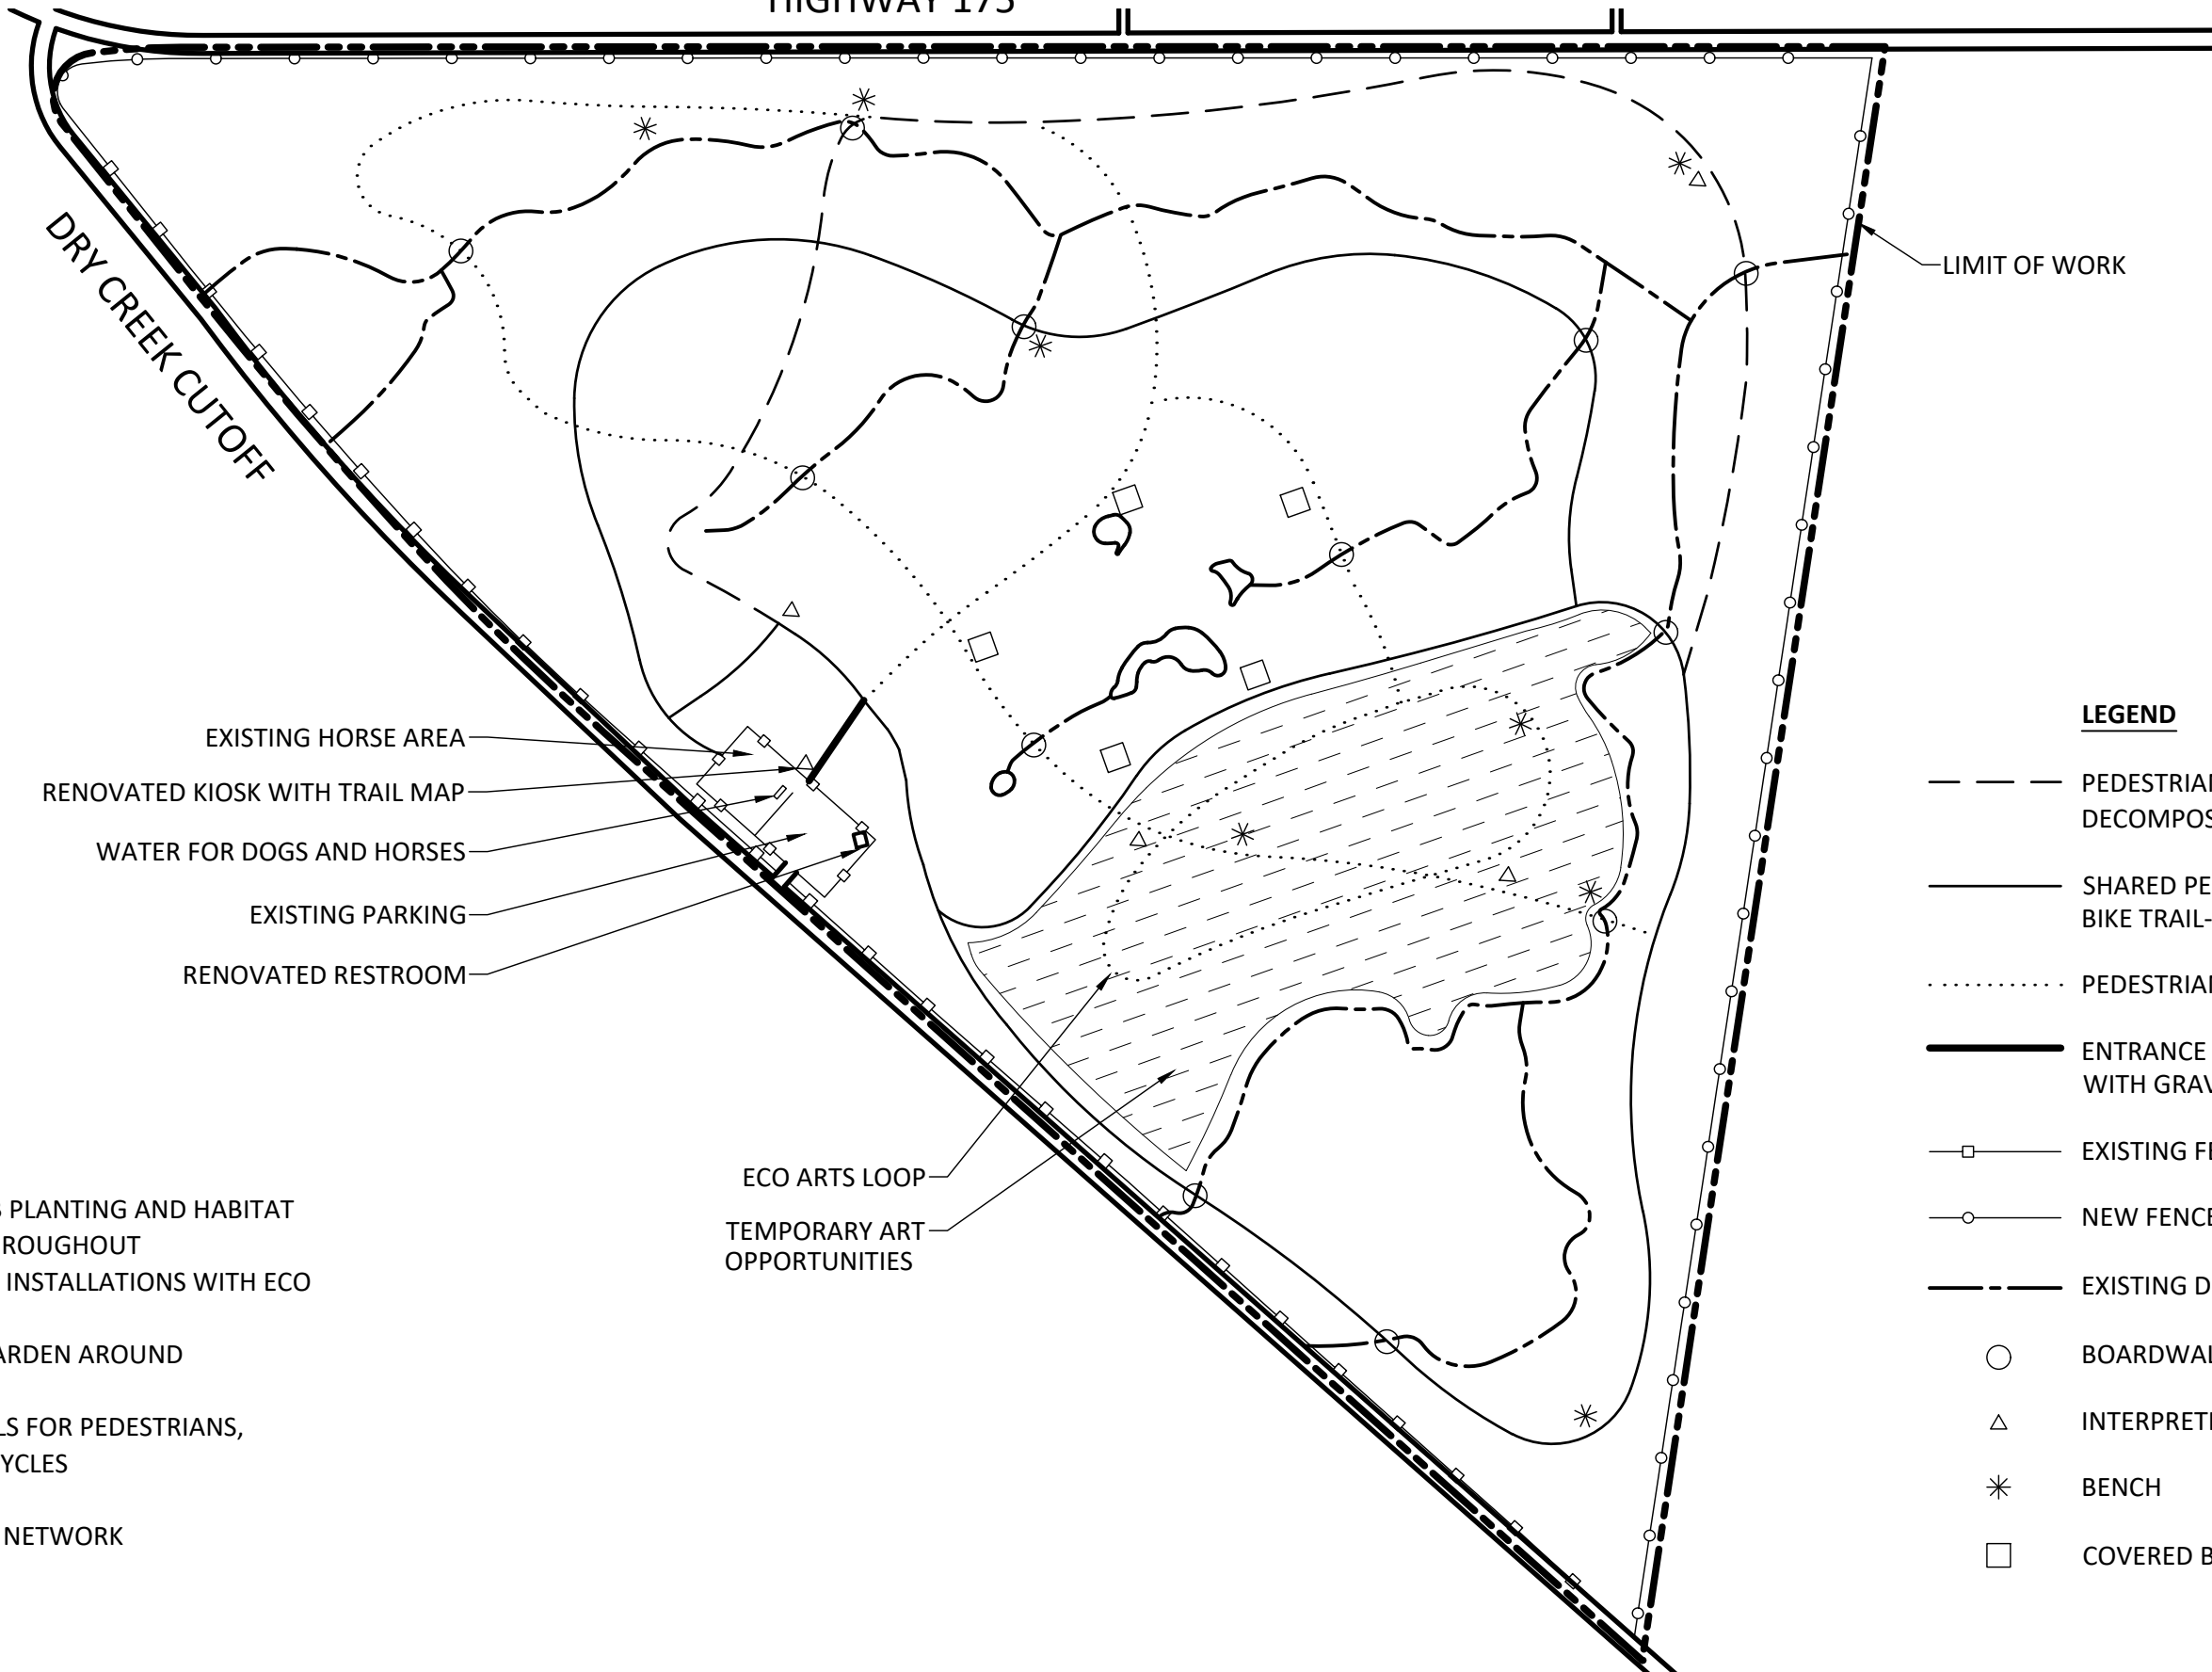 HIGHWAY 175
DRY CREEK CUTOFF
LIMIT OF WORK
EXISTING HORSE AREA
RENOVATED KIOSK WITH TRAIL MAP
WATER FOR DOGS AND HORSES
EXISTING PARKING
RENOVATED RESTROOM
ECO ARTS LOOP
TEMPORARY ART
OPPORTUNITIES
PLANTING AND HABITAT
ROUGHOUT
INSTALLATIONS WITH ECO
ARDEN AROUND
LS FOR PEDESTRIANS,
YCLES
NETWORK
LEGEND
PEDESTRIAN
DECOMPOS
SHARED PE
BIKE TRAIL-
PEDESTRIAN
ENTRANCE
WITH GRAV
EXISTING FE
NEW FENCE
EXISTING D
BOARDWAL
INTERPRET
BENCH
COVERED B